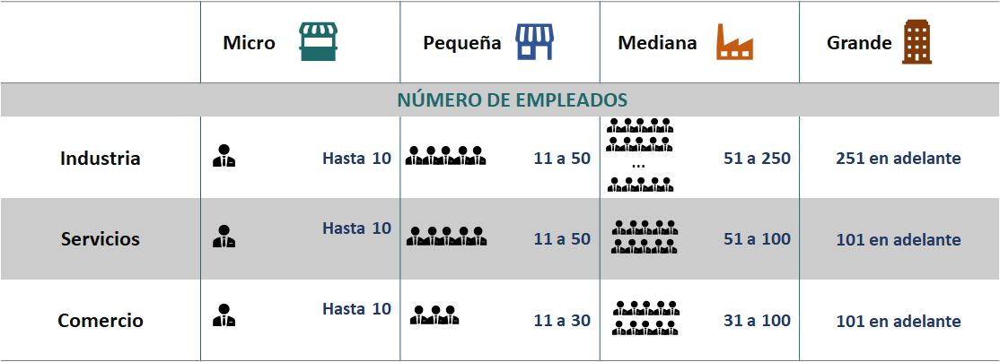 Micro Pequeña Mediana Grande
NÚMERO DE EMPLEADOS
Industria Hasta 10 11 a 50 ... 51 a 250 251 en adelante
Servicios Hasta 10 11 a 50 51 a 100 101 en adelante
Comercio Hasta 10 11 a 30 31 a 100 101 en adelante